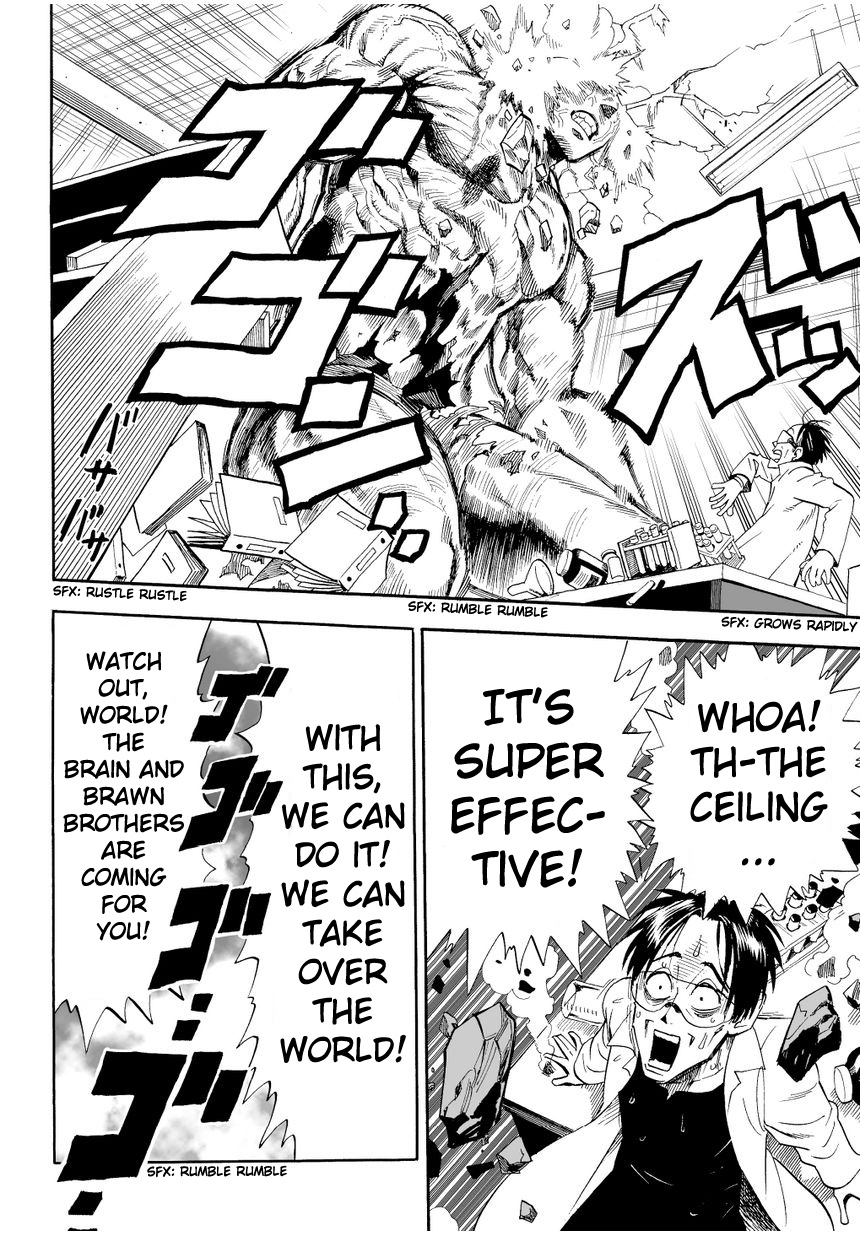 ズッ
ゴゴゴ
バサバサ
SFX: RUSTLE RUSTLE
SFX: RUMBLE RUMBLE
SFX: GROWS RAPIDLY
WHOA!
TH-THE
CEILING
...
IT'S
SUPER
EFFEC-
TIVE!
WITH
THIS,
WE CAN
DO IT!
WE CAN
TAKE
OVER
THE
WORLD!
WATCH
OUT,
WORLD!
THE
BRAIN AND
BRAWN
BROTHERS
ARE
COMING
FOR
YOU!
ゴゴゴゴ
SFX: RUMBLE RUMBLE